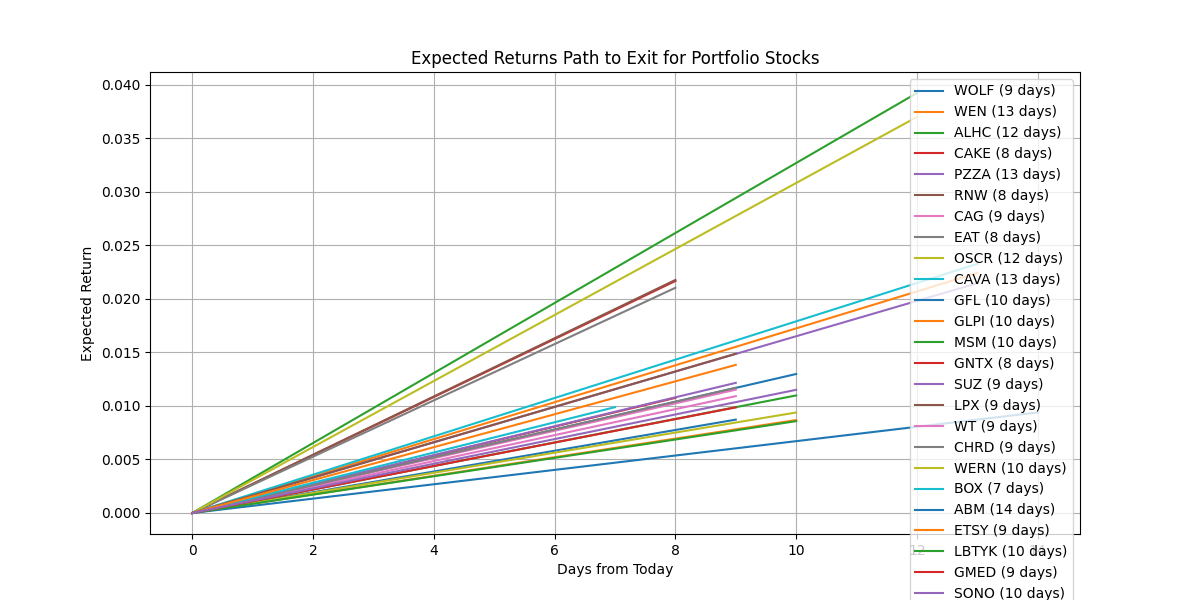 Expected Returns Path to Exit for Portfolio Stocks
Expected Return
0.040
0.035
0.030
0.025
0.020
0.015
0.010
0.005
0.000
0 2 4 6 8 10 12
Days from Today
WOLF (9 days)
WEN (13 days)
ALHC (12 days)
CAKE (8 days)
PZZA (13 days)
RNW (8 days)
CAG (9 days)
EAT (8 days)
OSCR (12 days)
CAVA (13 days)
GFL (10 days)
GLPI (10 days)
MSM (10 days)
GNTX (8 days)
SUZ (9 days)
LPX (9 days)
WT (9 days)
CHRD (9 days)
WERN (10 days)
BOX (7 days)
ABM (14 days)
ETSY (9 days)
LBTYK (10 days)
GMED (9 days)
SONO (10 days)